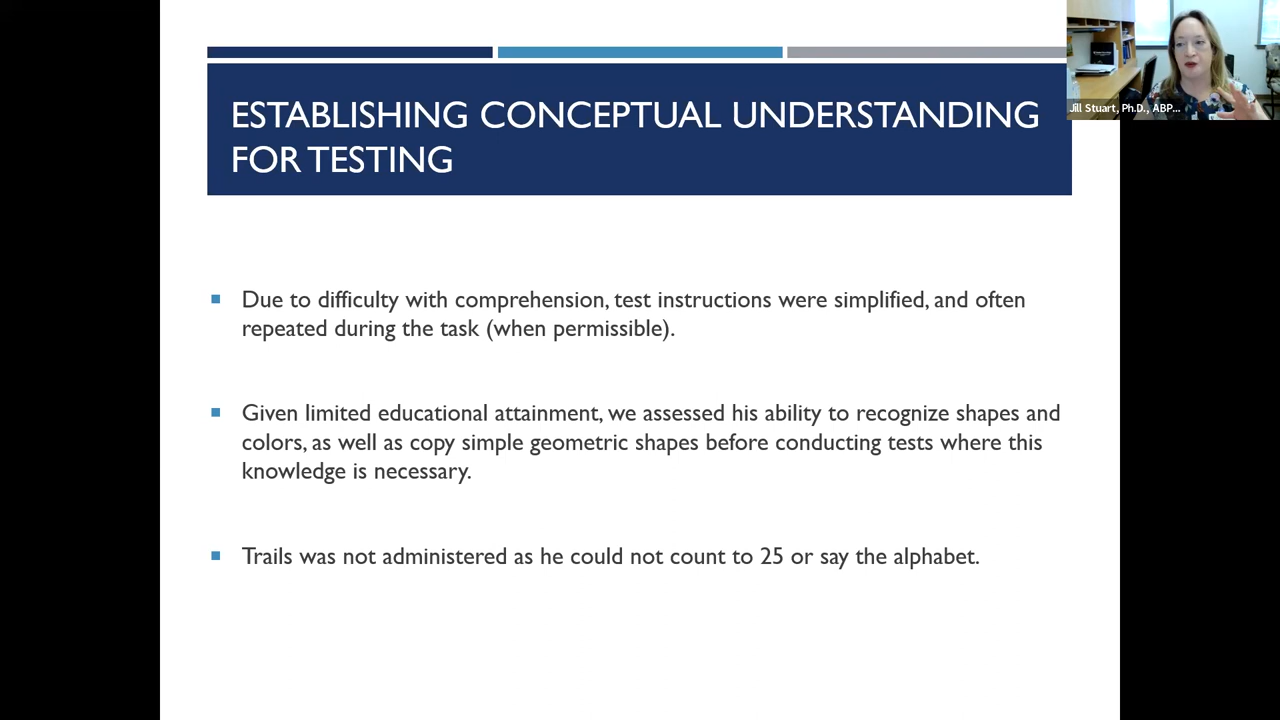 ESTABLISHING CONCEPTUAL UNDERSTANDING
FOR TESTING
Jill Stuart, Ph.D., ABP...
Due to difficulty with comprehension, test instructions were simplified, and often
repeated during the task (when permissible).
Given limited educational attainment, we assessed his ability to recognize shapes and
colors, as well as copy simple geometric shapes before conducting tests where this
knowledge is necessary.
Trails was not administered as he could not count to 25 or say the alphabet.